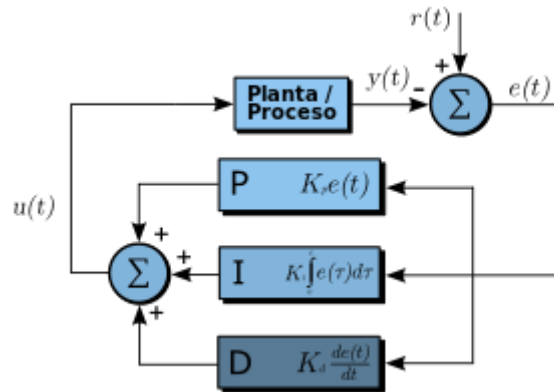 r(t)
+
Planta /
Proceso
y(t)
-
Σ
e(t)
P K_p e(t)
u(t)
+
Σ
+
I K_i ∫ e(τ)dτ
+
D K_d de(t)/dt